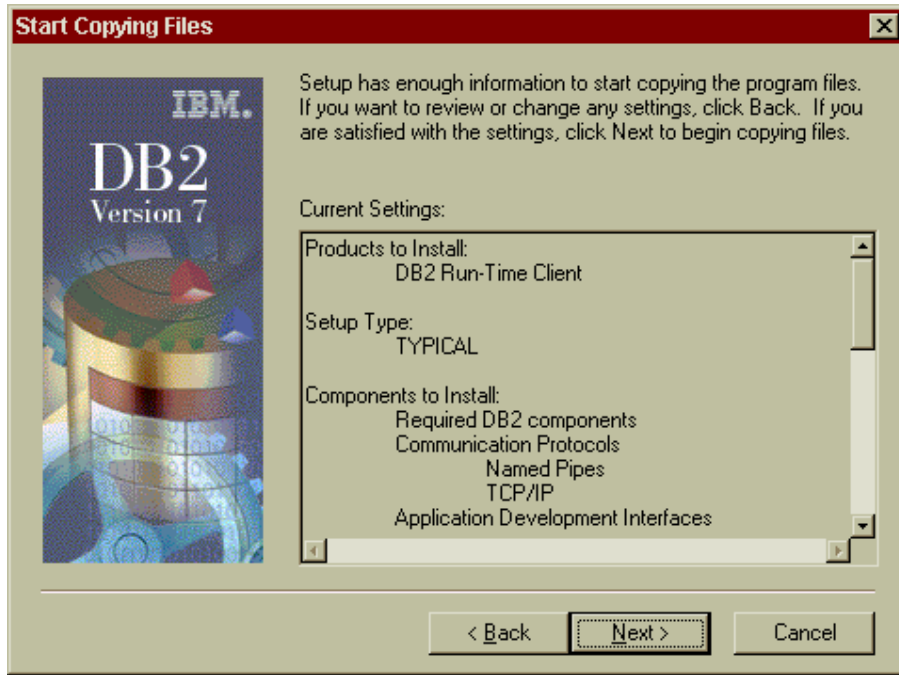 Start Copying Files
IBM.
DB2
Version 7
Setup has enough information to start copying the program files.
If you want to review or change any settings, click Back. If you
are satisfied with the settings, click Next to begin copying files.
Current Settings:
Products to Install:
DB2 Run-Time Client
Setup Type:
TYPICAL
Components to Install:
Required DB2 components
Communication Protocols
Named Pipes
TCP/IP
Application Development Interfaces
< Back
Next >
Cancel